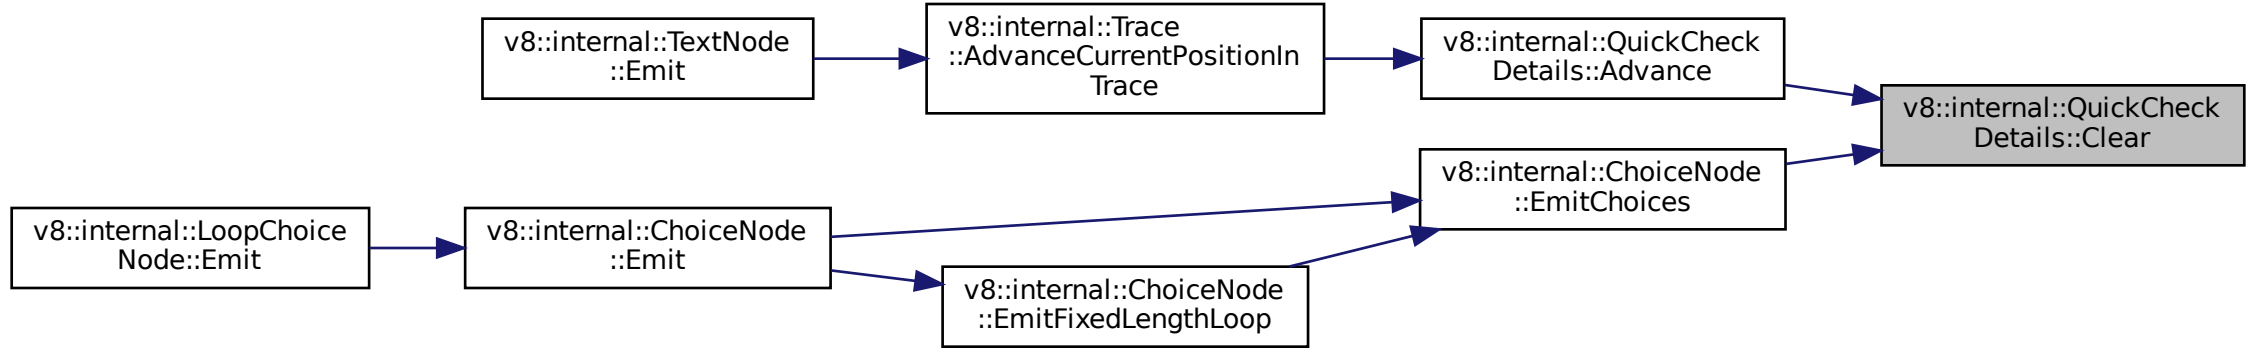 v8::internal::TextNode
::Emit
v8::internal::Trace
::AdvanceCurrentPositionIn
Trace
v8::internal::QuickCheck
Details::Advance
v8::internal::QuickCheck
Details::Clear
v8::internal::ChoiceNode
::EmitChoices
v8::internal::LoopChoice
Node::Emit
v8::internal::ChoiceNode
::Emit
v8::internal::ChoiceNode
::EmitFixedLengthLoop